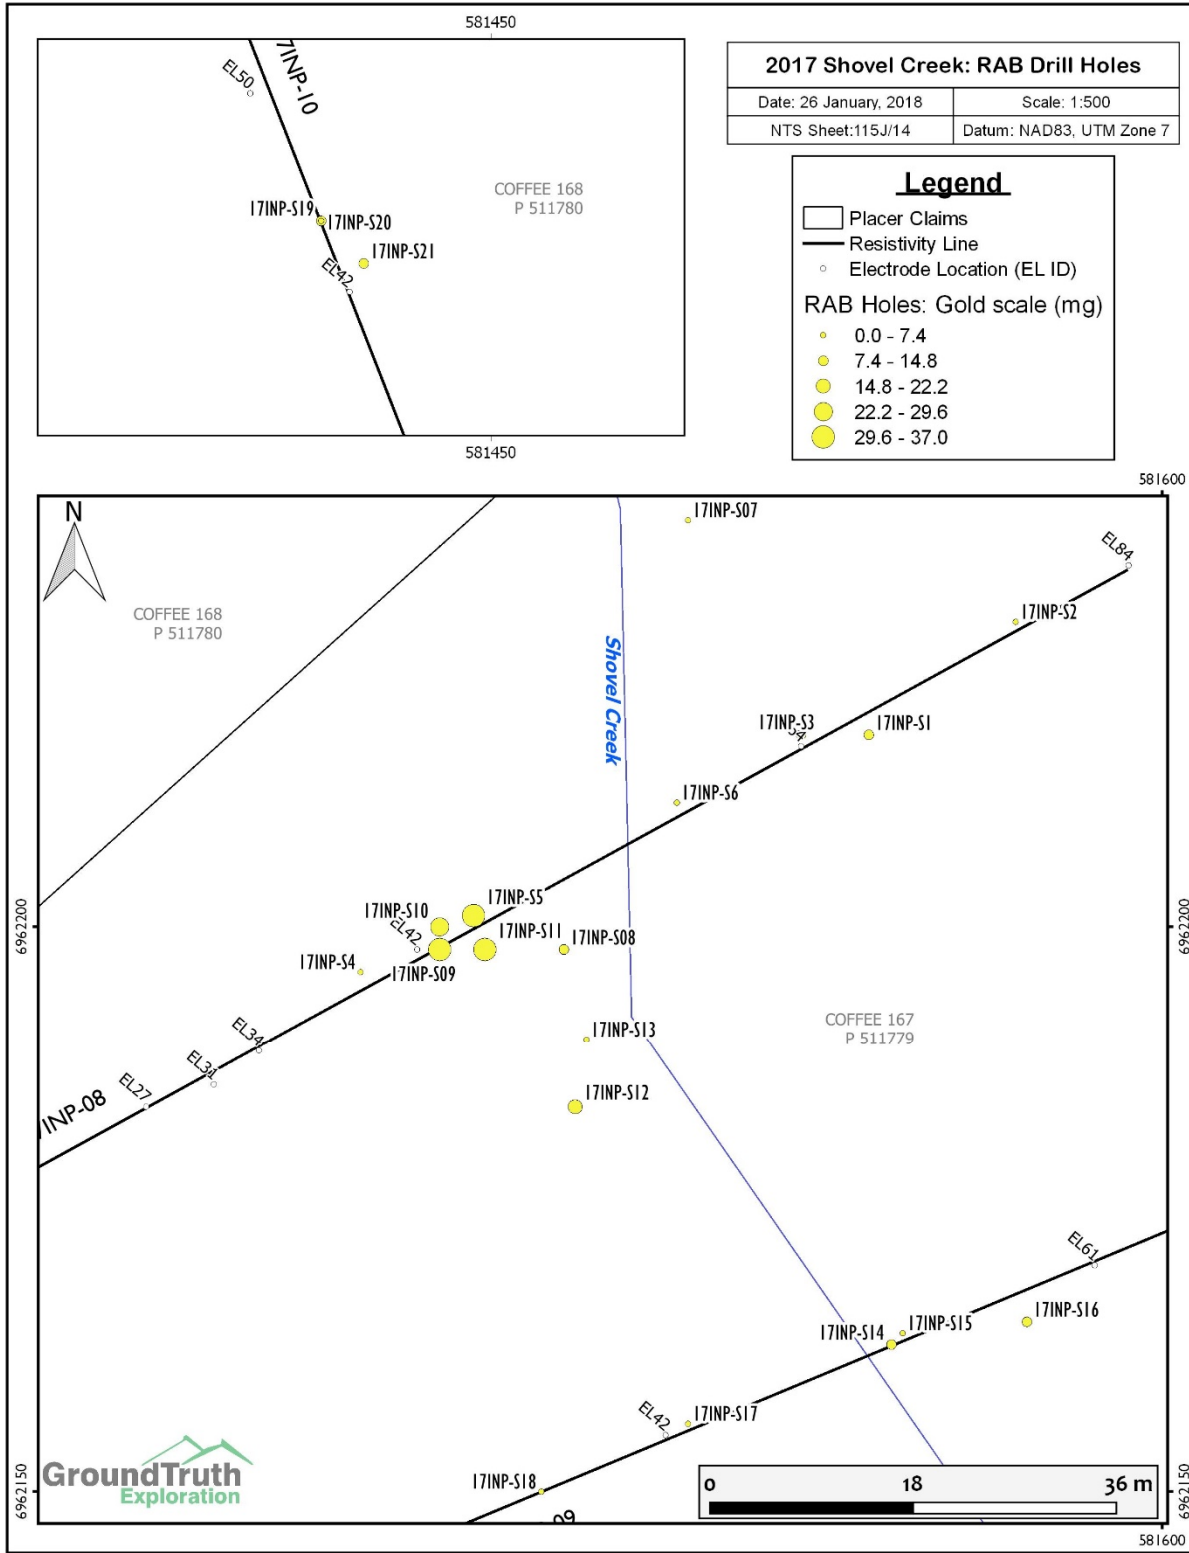 581450
2017 Shovel Creek: RAB Drill Holes
Date: 26 January, 2018
Scale: 1:500
NTS Sheet:115J/14
Datum: NAD83, UTM Zone 7
EL50
7INP-10
COFFEE 168
P 511780
17INP-S19
17INP-S20
17INP-S21
EL42
581450
Legend
Placer Claims
Resistivity Line
Electrode Location (EL ID)
RAB Holes: Gold scale (mg)
0.0 - 7.4
7.4 - 14.8
14.8 - 22.2
22.2 - 29.6
29.6 - 37.0
581600
N
17INP-S07
EL84
COFFEE 168
P 511780
17INP-S2
Shovel Creek
17INP-S3
17INP-S1
17INP-S6
17INP-S5
17INP-S10
6962200
6962200
EL42
17INP-S11
17INP-S08
17INP-S4
17INP-S09
COFFEE 167
P 511779
17INP-S13
EL34
EL31
EL27
INP-08
17INP-S12
EL61
17INP-S16
17INP-S14
17INP-S15
EL42
17INP-S17
17INP-S18
GroundTruth
Exploration
0 18 36 m
6962150
6962150
581600